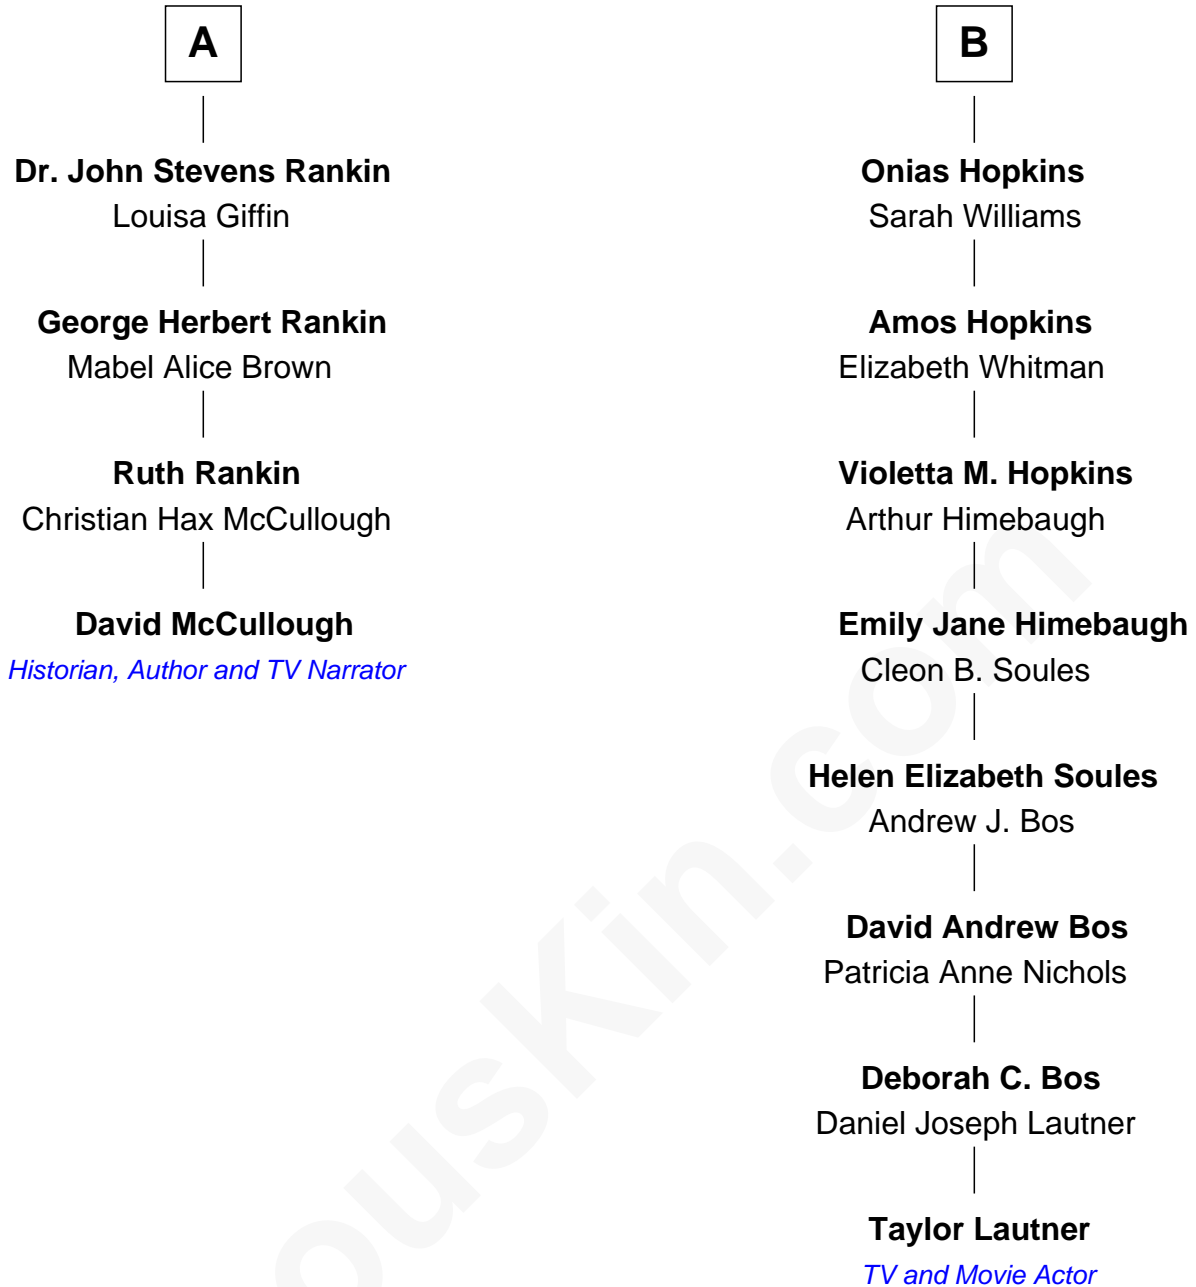 A
Dr. John Stevens Rankin
Louisa Giffin
George Herbert Rankin
Mabel Alice Brown
Ruth Rankin
Christian Hax McCullough
David McCullough
Historian, Author and TV Narrator
B
Onias Hopkins
Sarah Williams
Amos Hopkins
Elizabeth Whitman
Violetta M. Hopkins
Arthur Himebaugh
Emily Jane Himebaugh
Cleon B. Soules
Helen Elizabeth Soules
Andrew J. Bos
David Andrew Bos
Patricia Anne Nichols
Deborah C. Bos
Daniel Joseph Lautner
Taylor Lautner
TV and Movie Actor
ousKin.com